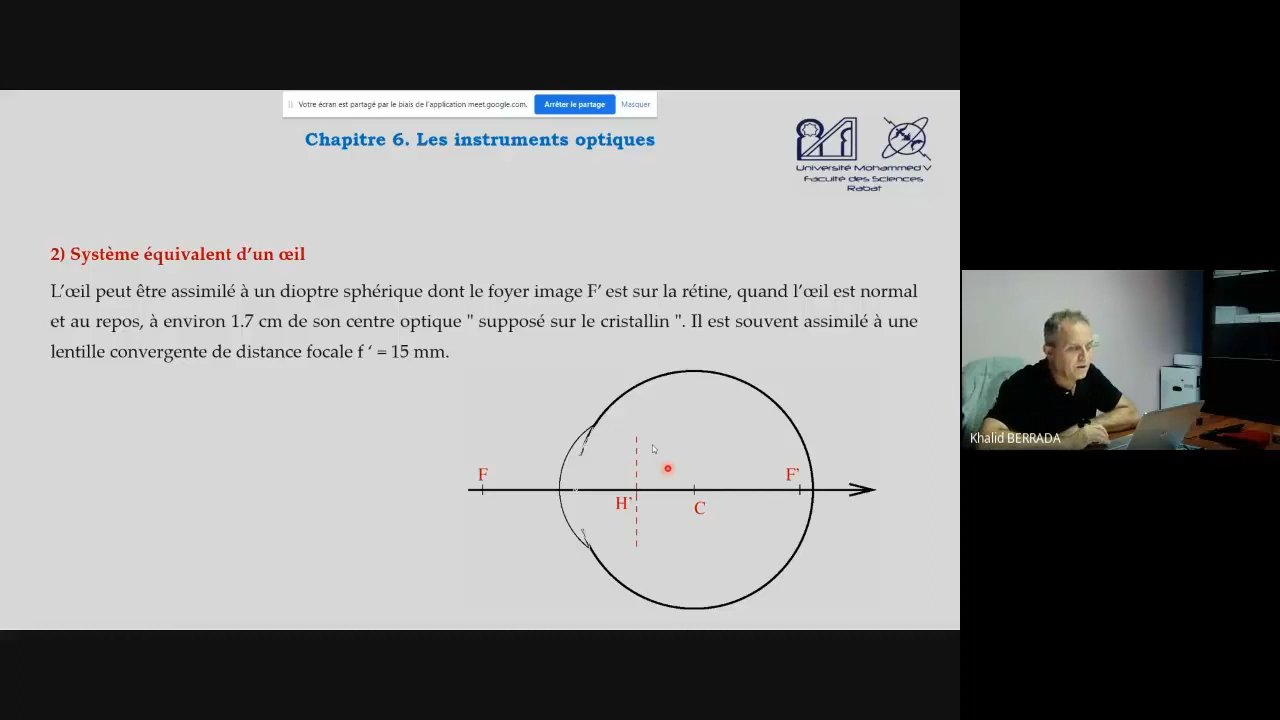 Votre écran est partagé par le biais de l'application meet.google.com.
Arrêter le partage
Masquer
Chapitre 6. Les instruments optiques
Université Mohammed V
Faculté des Sciences
Rabat
2) Système équivalent d’un œil
L’œil peut être assimilé à un dioptre sphérique dont le foyer image F’ est sur la rétine, quand l’œil est normal
et au repos, à environ 1.7 cm de son centre optique " supposé sur le cristallin ". Il est souvent assimilé à une
lentille convergente de distance focale f ‘ = 15 mm.
F
H’
C
F’
Khalid BERRADA